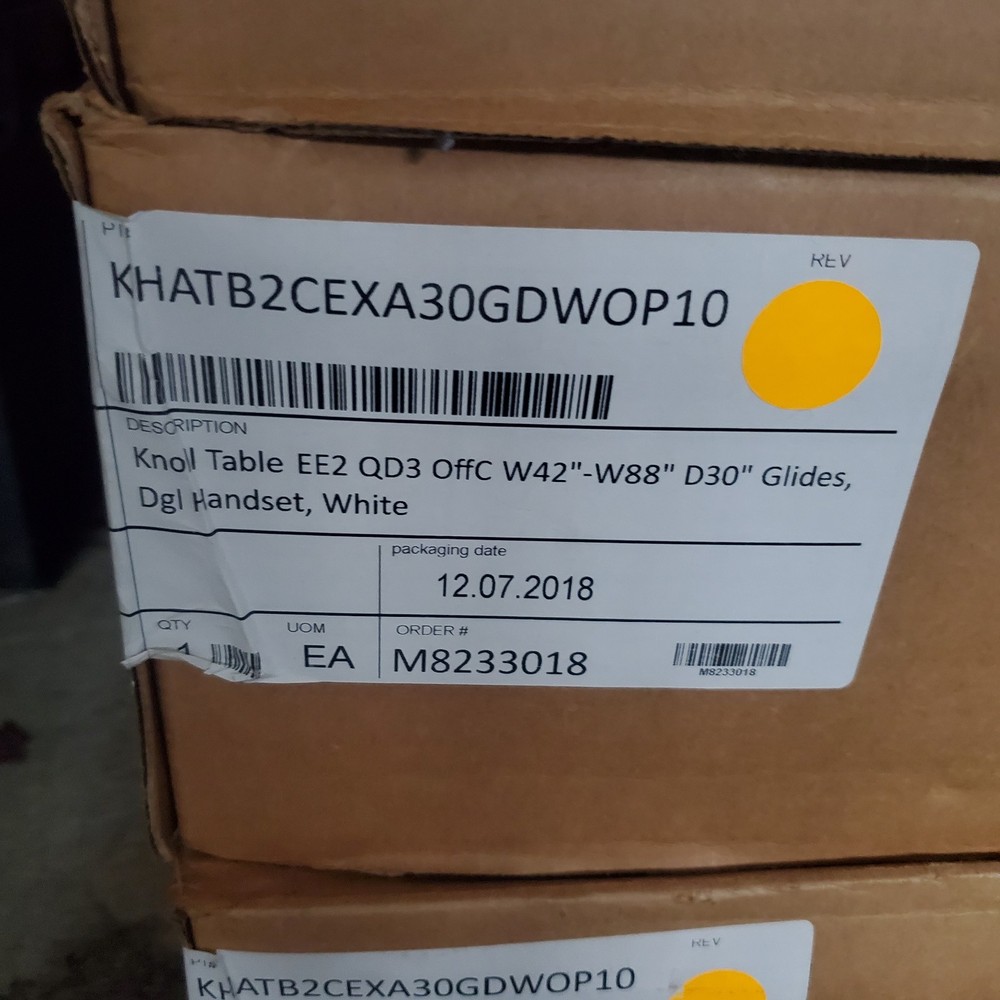 REV
KHATB2CEXA30GDWOP10
DESCRIPTION
Knoll Table EE2 QD3 OffC W42"-W88" D30" Glides,
Dgl Handset, White
packaging date
12.07.2018
QTY
UOM
ORDER #
1
EA
M8233018
M8233018
REV
KHATB2CEXA30GDWOP10